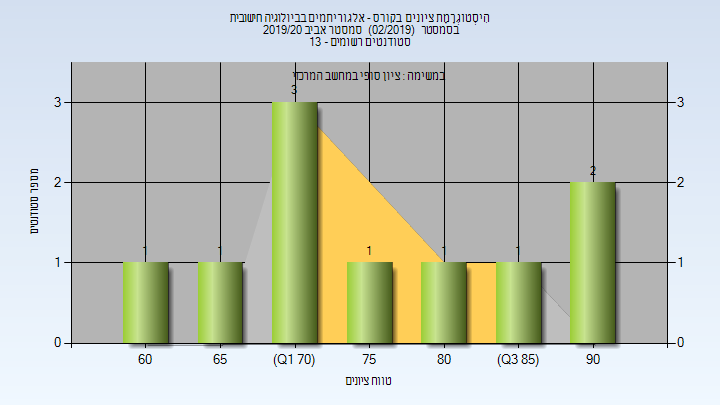 היסטוגרמת ציונים בקורס - אלגוריתמים בביולוגיה חישובית
בסמסטר (02/2019) סמסטר אביב 2019/20
סטודנטים רשומים - 13
במשימה : ציון סופי במחשב המרכזי
מספר סטודנטים
3 3
2 2
1 1
0 0
1 1 3 1 1 1 2
60 65 (Q1 70) 75 80 (Q3 85) 90
טווח ציונים